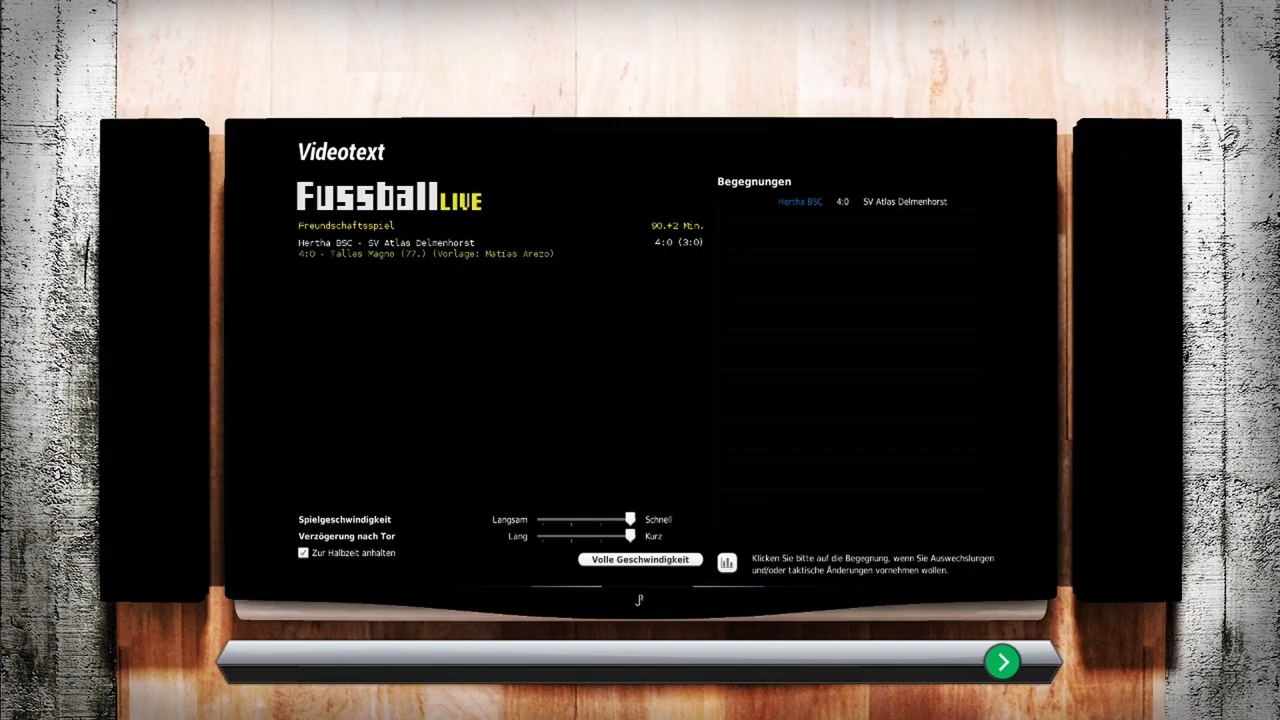 Videotext
Fussball LIVE
Freundschaftsspiel 90.+2 Min.
Hertha BSC - SV Atlas Delmenhorst 4:0 (3:0)
4:0 - Talles Magno (77.) (Vorlage: Matías Arezo)
Begegnungen
Hertha BSC 4:0 SV Atlas Delmenhorst
Spielgeschwindigkeit Langsam Schnell
Verzögerung nach Tor Lang Kurz
Zur Halbzeit anhalten
Volle Geschwindigkeit
Klicken Sie bitte auf die Begegnung, wenn Sie Auswechslungen
und/oder taktische Änderungen vornehmen wollen.